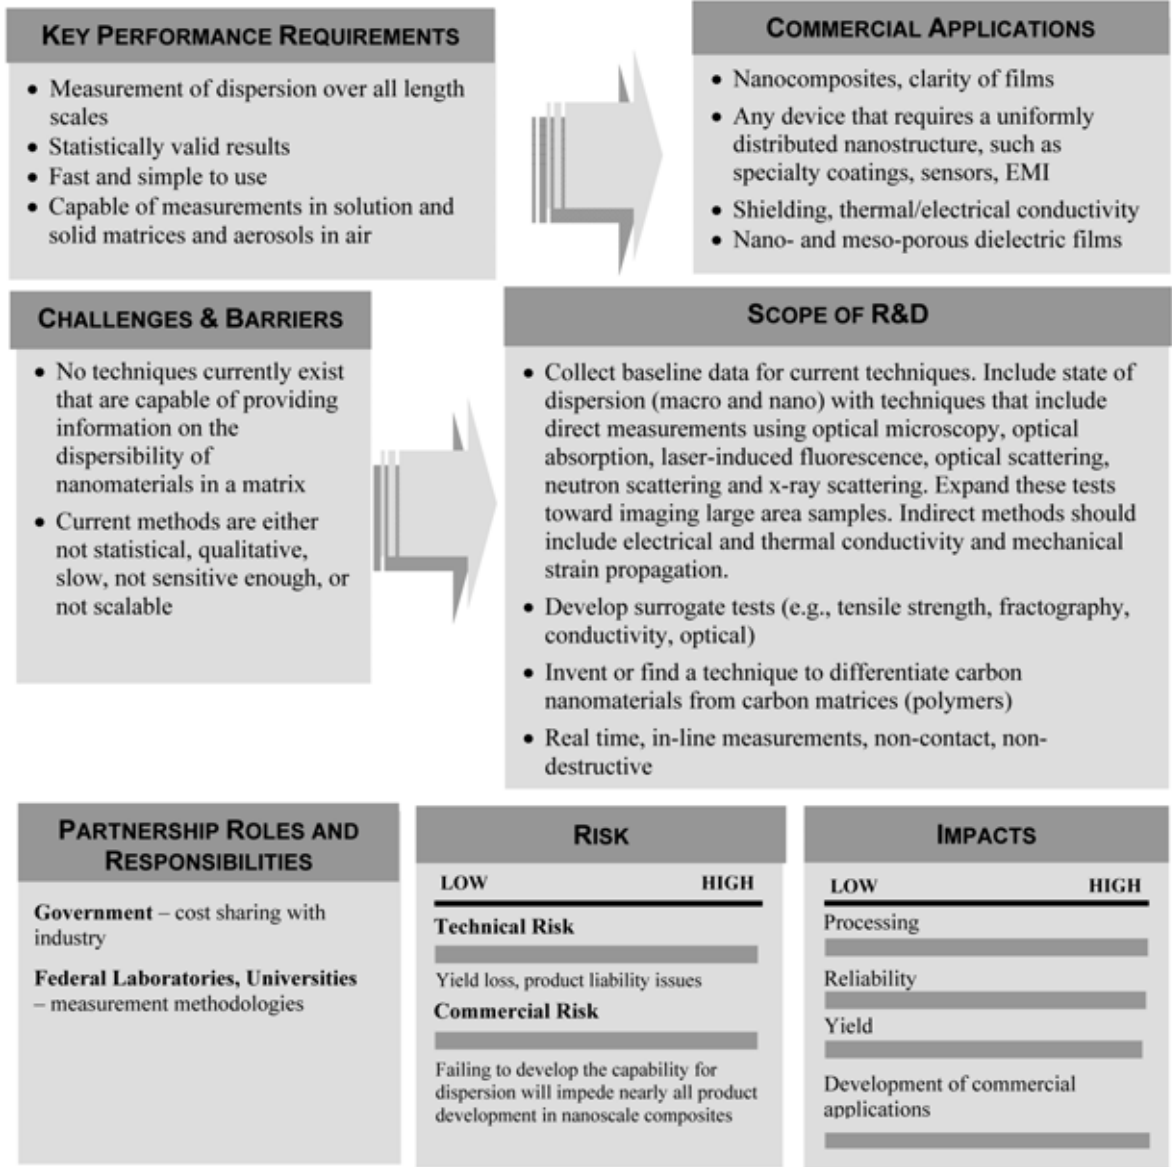 KEY PERFORMANCE REQUIREMENTS
• Measurement of dispersion over all length
scales
• Statistically valid results
• Fast and simple to use
• Capable of measurements in solution and
solid matrices and aerosols in air
COMMERCIAL APPLICATIONS
• Nanocomposites, clarity of films
• Any device that requires a uniformly
distributed nanostructure, such as
specialty coatings, sensors, EMI
• Shielding, thermal/electrical conductivity
• Nano- and meso-porous dielectric films
CHALLENGES & BARRIERS
• No techniques currently exist
that are capable of providing
information on the
dispersibility of
nanomaterials in a matrix
• Current methods are either
not statistical, qualitative,
slow, not sensitive enough, or
not scalable
SCOPE OF R&D
• Collect baseline data for current techniques. Include state of
dispersion (macro and nano) with techniques that include
direct measurements using optical microscopy, optical
absorption, laser-induced fluorescence, optical scattering,
neutron scattering and x-ray scattering. Expand these tests
toward imaging large area samples. Indirect methods should
include electrical and thermal conductivity and mechanical
strain propagation.
• Develop surrogate tests (e.g., tensile strength, fractography,
conductivity, optical)
• Invent or find a technique to differentiate carbon
nanomaterials from carbon matrices (polymers)
• Real time, in-line measurements, non-contact, non-
destructive
PARTNERSHIP ROLES AND
RESPONSIBILITIES
Government – cost sharing with
industry
Federal Laboratories, Universities
– measurement methodologies
RISK
LOW HIGH
Technical Risk
Yield loss, product liability issues
Commercial Risk
Failing to develop the capability for
dispersion will impede nearly all product
development in nanoscale composites
IMPACTS
LOW HIGH
Processing
Reliability
Yield
Development of commercial
applications